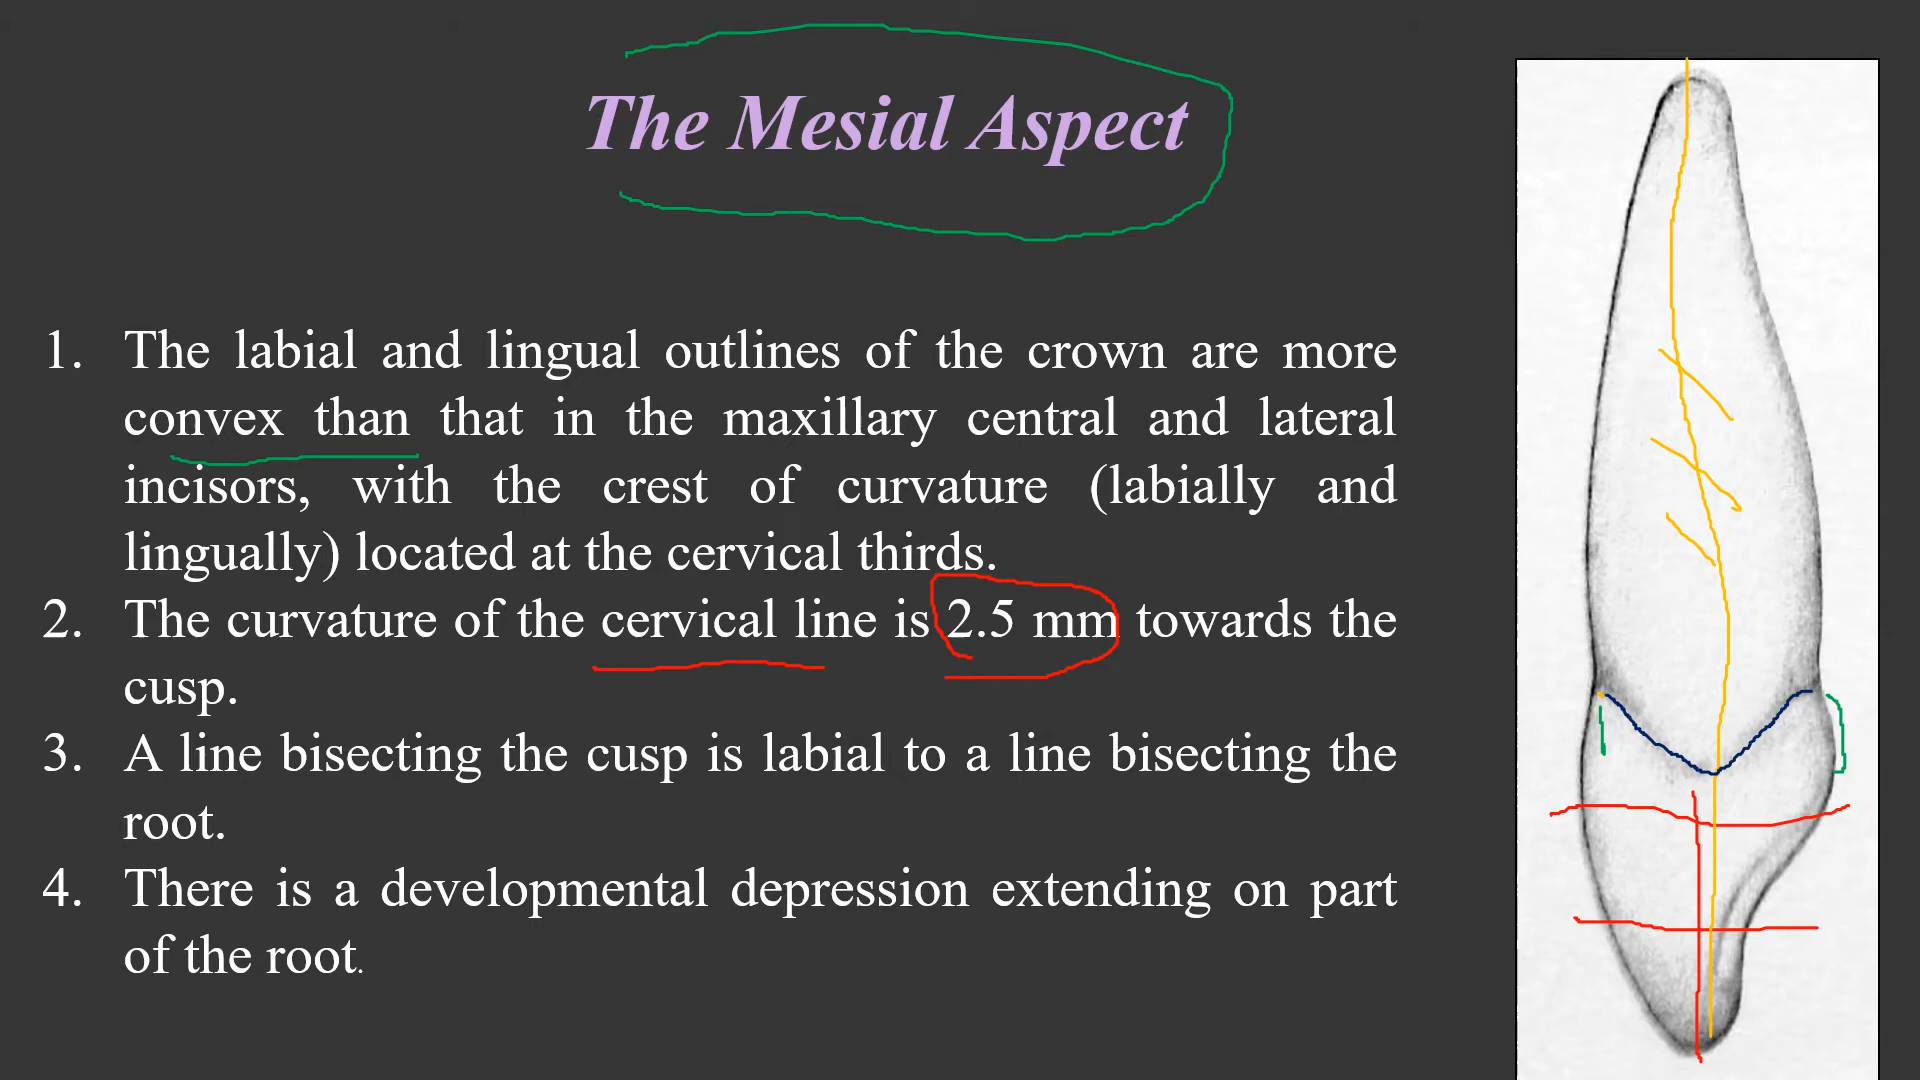 The Mesial Aspect
1. The labial and lingual outlines of the crown are more
convex than that in the maxillary central and lateral
incisors, with the crest of curvature (labially and
lingually) located at the cervical thirds.
2. The curvature of the cervical line is 2.5 mm towards the
cusp.
3. A line bisecting the cusp is labial to a line bisecting the
root.
4. There is a developmental depression extending on part
of the root.